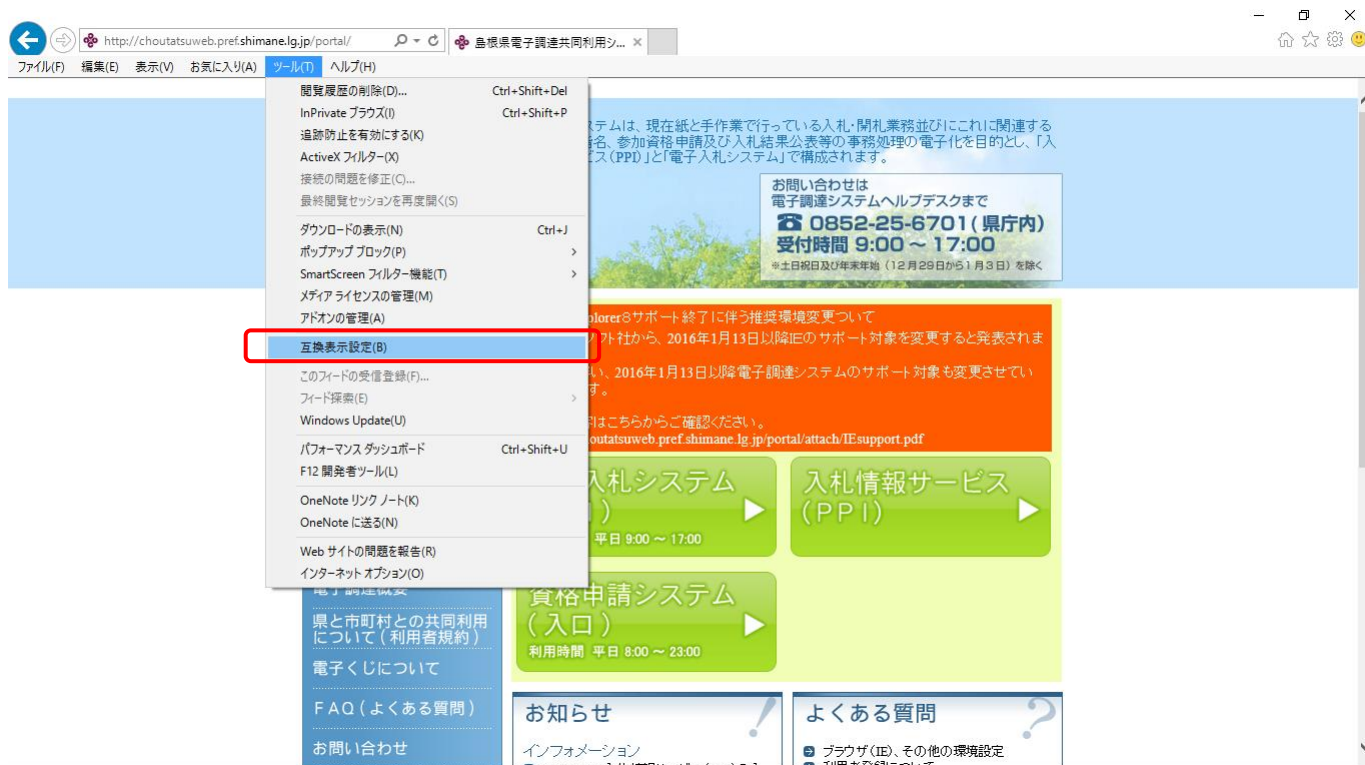 http://choutatsuweb.pref.shimane.lg.jp/portal/
島根県電子調達共同利用シ... ×
ファイル(F) 編集(E) 表示(V) お気に入り(A) ツール(T) ヘルプ(H)
閲覧履歴の削除(D)... Ctrl+Shift+Del
InPrivate ブラウズ(I) Ctrl+Shift+P
追跡防止を有効にする(K)
ActiveX フィルター(X)
接続の問題を修正(C)...
最終閲覧セッションを再度開く(S)
ダウンロードの表示(N) Ctrl+J
ポップアップ ブロック(P)
SmartScreen フィルター機能(T)
メディア ライセンスの管理(M)
アドオンの管理(A)
互換表示設定(B)
このフィードの受信登録(F)...
フィード探索(E)
Windows Update(U)
パフォーマンス ダッシュボード Ctrl+Shift+U
F12 開発者ツール(L)
OneNote リンク ノート(K)
OneNote に送る(N)
Web サイトの問題を報告(R)
インターネット オプション(O)
テムは、現在紙と手作業で行っている入札・開札業務並びにこれに関連する
名、参加資格申請及び入札結果公表等の事務処理の電子化を目的とし、「入
ス(PPI)」と「電子入札システム」で構成されます。
お問い合わせは
電子調達システムヘルプデスクまで
☎ 0852-25-6701(県庁内)
受付時間 9:00 ～ 17:00
※土日祝日及び年末年始(12月29日から1月3日)を除く
plorer8サポート終了に伴う推奨環境変更ついて
フト社から、2016年1月13日以降IEのサポート対象を変更すると発表されま
い、2016年1月13日以降電子調達システムのサポート対象も変更させてい
す。
はこちらからご確認ください。
outatsuweb.pref.shimane.lg.jp/portal/attach/IEsupport.pdf
入札システム
)
平日 9:00 ～ 17:00
入札情報サービス
(PPI)
資格申請システム
(入口)
利用時間 平日 8:00 ～ 23:00
電子調達概要
県と市町村との共同利用
について(利用者規約)
電子くじについて
FAQ(よくある質問)
お問い合わせ
お知らせ
インフォメーション
よくある質問
ブラウザ(IE)、その他の環境設定
利用者登録について